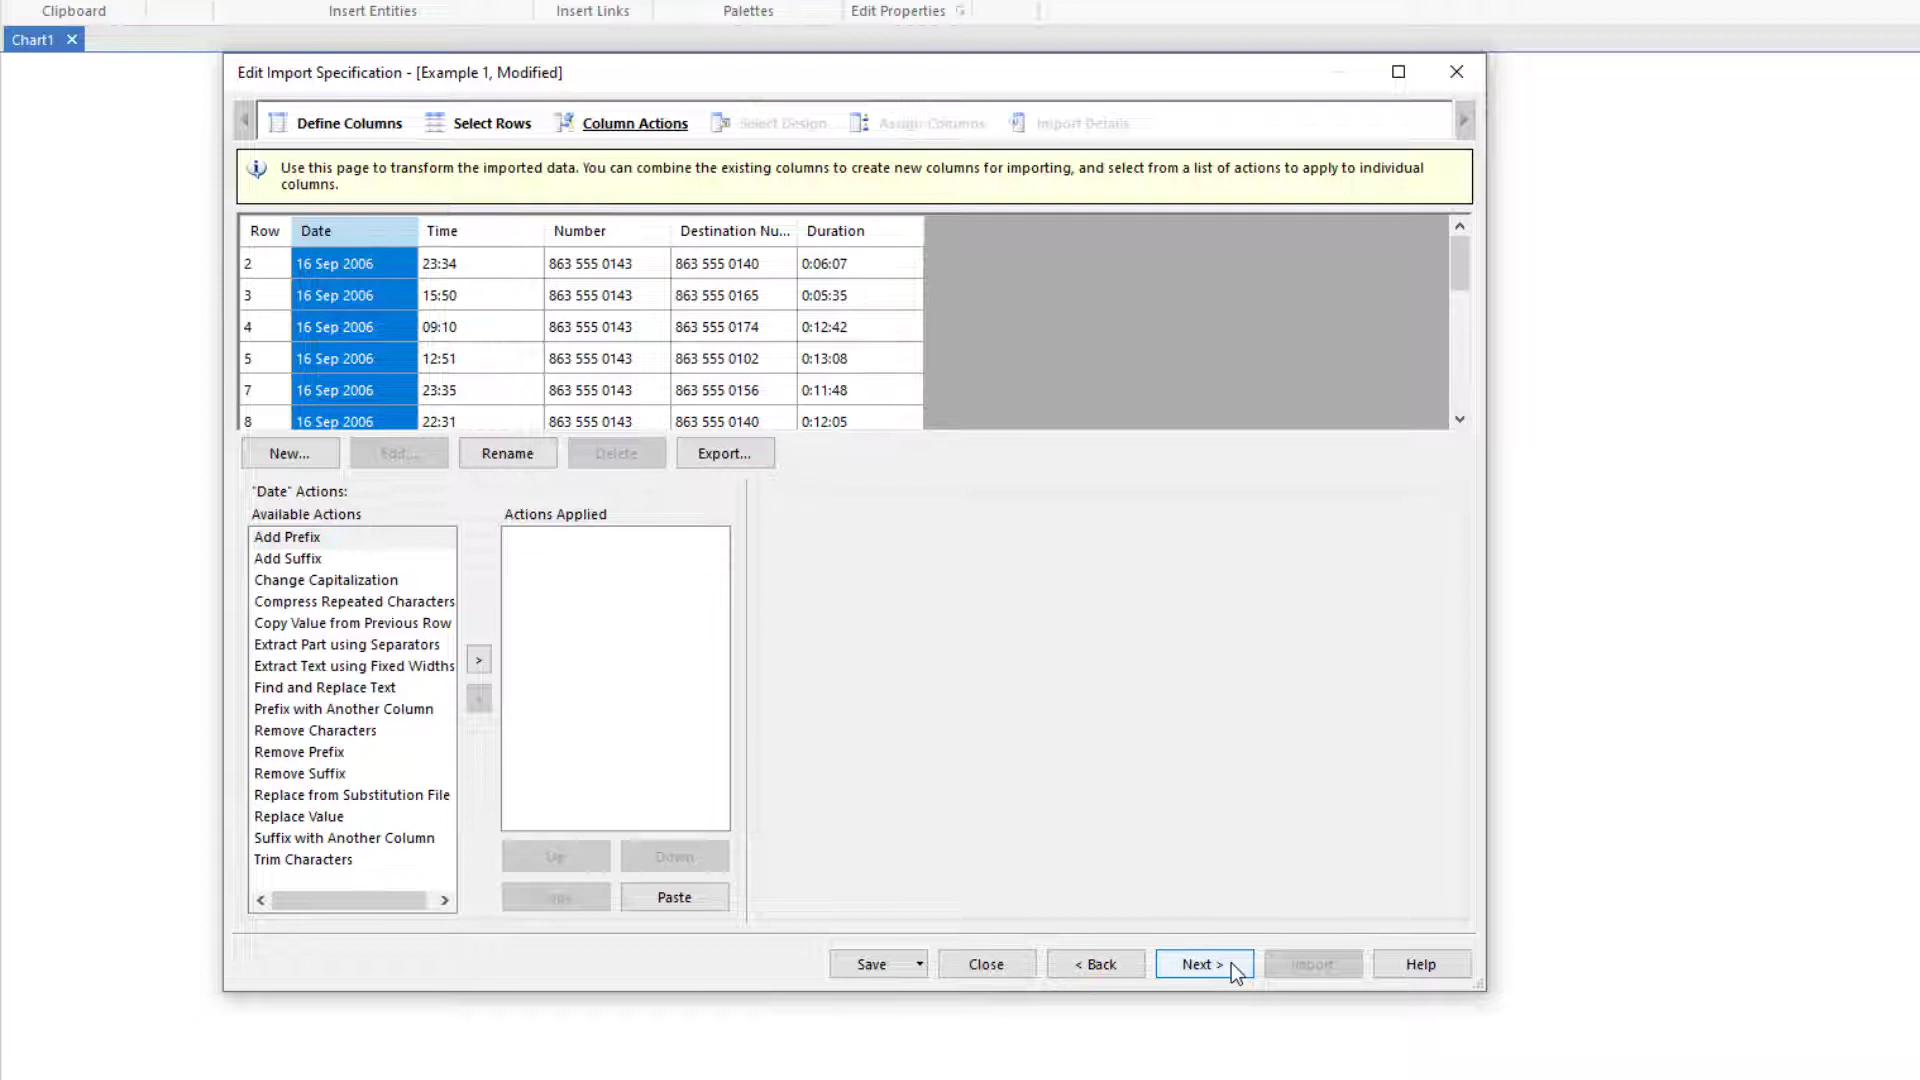 Clipboard Insert Entities Insert Links Palettes Edit Properties
Chart1
Edit Import Specification - [Example 1, Modified]
Define Columns Select Rows Column Actions Select Design Assign Columns Import Details
Use this page to transform the imported data. You can combine the existing columns to create new columns for importing, and select from a list of actions to apply to individual
columns.
Row Date Time Number Destination Nu... Duration
2 16 Sep 2006 23:34 863 555 0143 863 555 0140 0:06:07
3 16 Sep 2006 15:50 863 555 0143 863 555 0165 0:05:35
4 16 Sep 2006 09:10 863 555 0143 863 555 0174 0:12:42
5 16 Sep 2006 12:51 863 555 0143 863 555 0102 0:13:08
7 16 Sep 2006 23:35 863 555 0143 863 555 0156 0:11:48
8 16 Sep 2006 22:31 863 555 0143 863 555 0140 0:12:05
New... Edit... Rename Delete Export...
"Date" Actions:
Available Actions Actions Applied
Add Prefix
Add Suffix
Change Capitalization
Compress Repeated Characters
Copy Value from Previous Row
Extract Part using Separators
Extract Text using Fixed Widths
>
Find and Replace Text
Prefix with Another Column
Remove Characters
Remove Prefix
Remove Suffix
Replace from Substitution File
Replace Value
Suffix with Another Column
Trim Characters
Up Down
Paste
Save Close < Back Next > Import Help